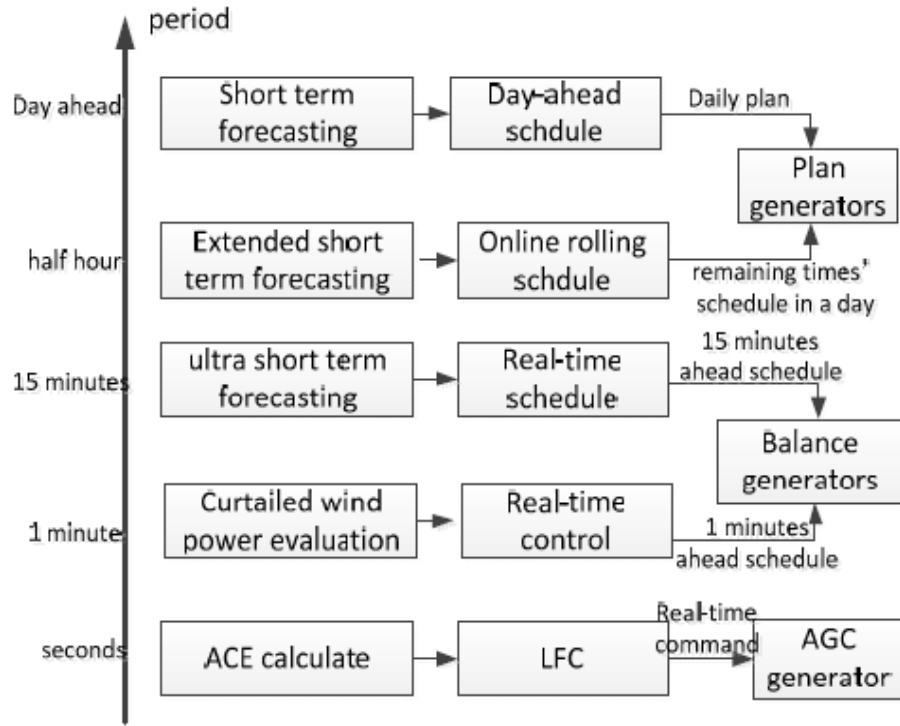 period
Day ahead
Short term
forecasting
Day-ahead
schdule
Daily plan
Plan
generators
half hour
Extended short
term forecasting
Online rolling
schdule
remaining times'
schedule in a day
15 minutes
ultra short term
forecasting
Real-time
schedule
15 minutes
ahead schedule
Balance
generators
1 minute
Curtailed wind
power evaluation
Real-time
control
1 minutes
ahead schedule
seconds
ACE calculate
LFC
Real-time
command
AGC
generator